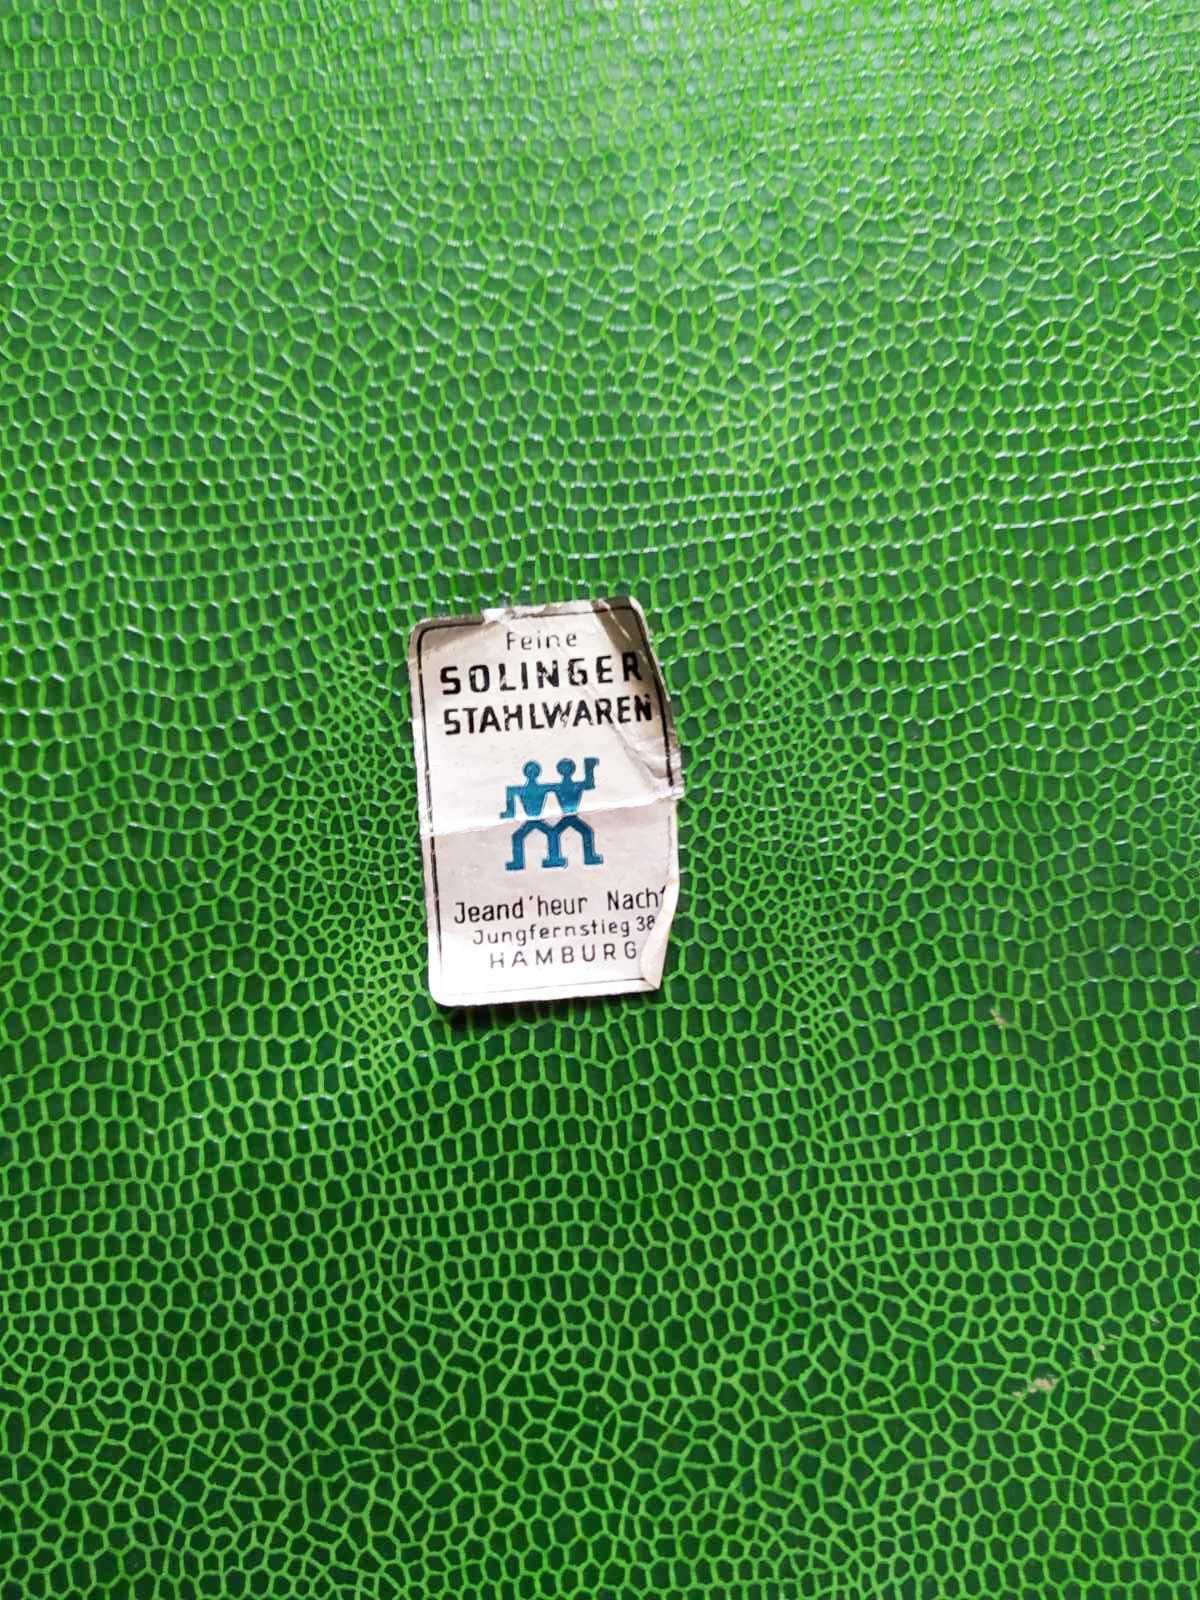 Feine
SOLINGER
STAHLWAREN
Jeand'heur Nachf
Jungfernstieg 38
HAMBURG